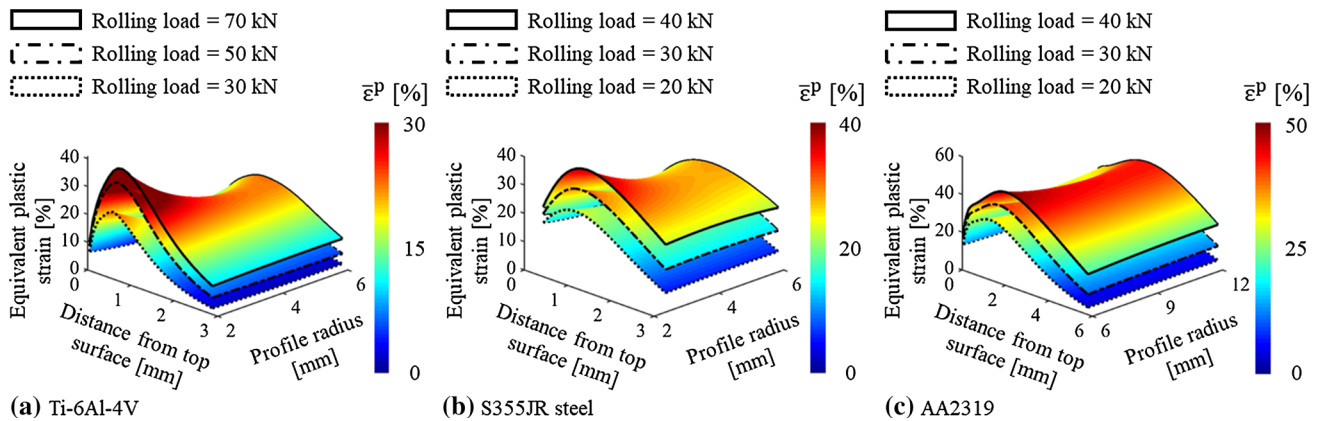 Rolling load = 70 kN
Rolling load = 50 kN
Rolling load = 30 kN
ε̅ᵖ [%]
30
15
0
Equivalent plastic
strain [%]
40
30
20
10
0
0
1
2
3
Distance from top
surface [mm]
2
4
6
Profile radius
[mm]
(a) Ti-6Al-4V
Rolling load = 40 kN
Rolling load = 30 kN
Rolling load = 20 kN
ε̅ᵖ [%]
40
20
0
Equivalent plastic
strain [%]
40
30
20
10
0
0
1
2
3
Distance from top
surface [mm]
2
4
6
Profile radius
[mm]
(b) S355JR steel
Rolling load = 40 kN
Rolling load = 30 kN
Rolling load = 20 kN
ε̅ᵖ [%]
50
25
0
Equivalent plastic
strain [%]
60
40
20
0
0
2
4
6
Distance from top
surface [mm]
6
9
12
Profile radius
[mm]
(c) AA2319